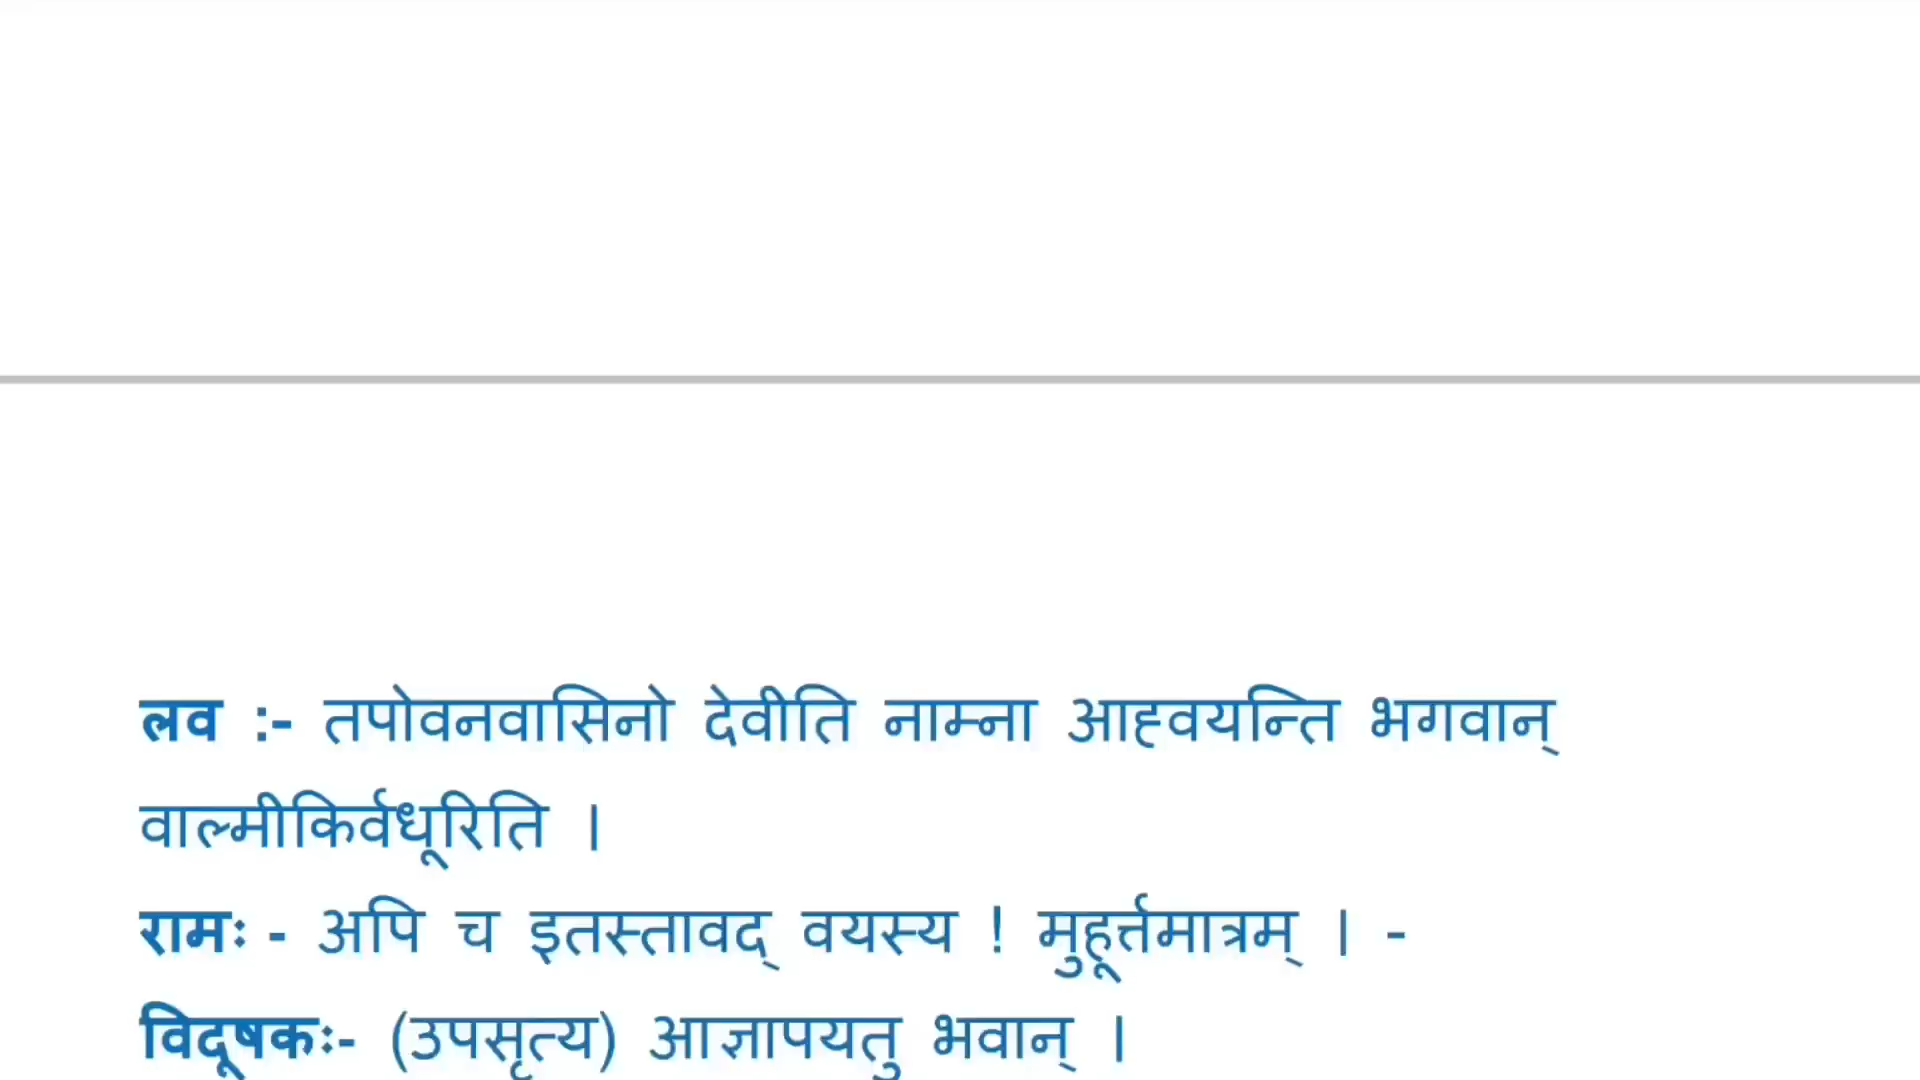 लव :- तपोवनवासिनो देवीति नाम्ना आह्वयन्ति भगवान्
वाल्मीकिर्वधूरिति ।
रामः - अपि च इतस्तावद् वयस्य ! मुहूर्त्तमात्रम् । -
विदूषकः- (उपसृत्य) आज्ञापयतु भवान् ।